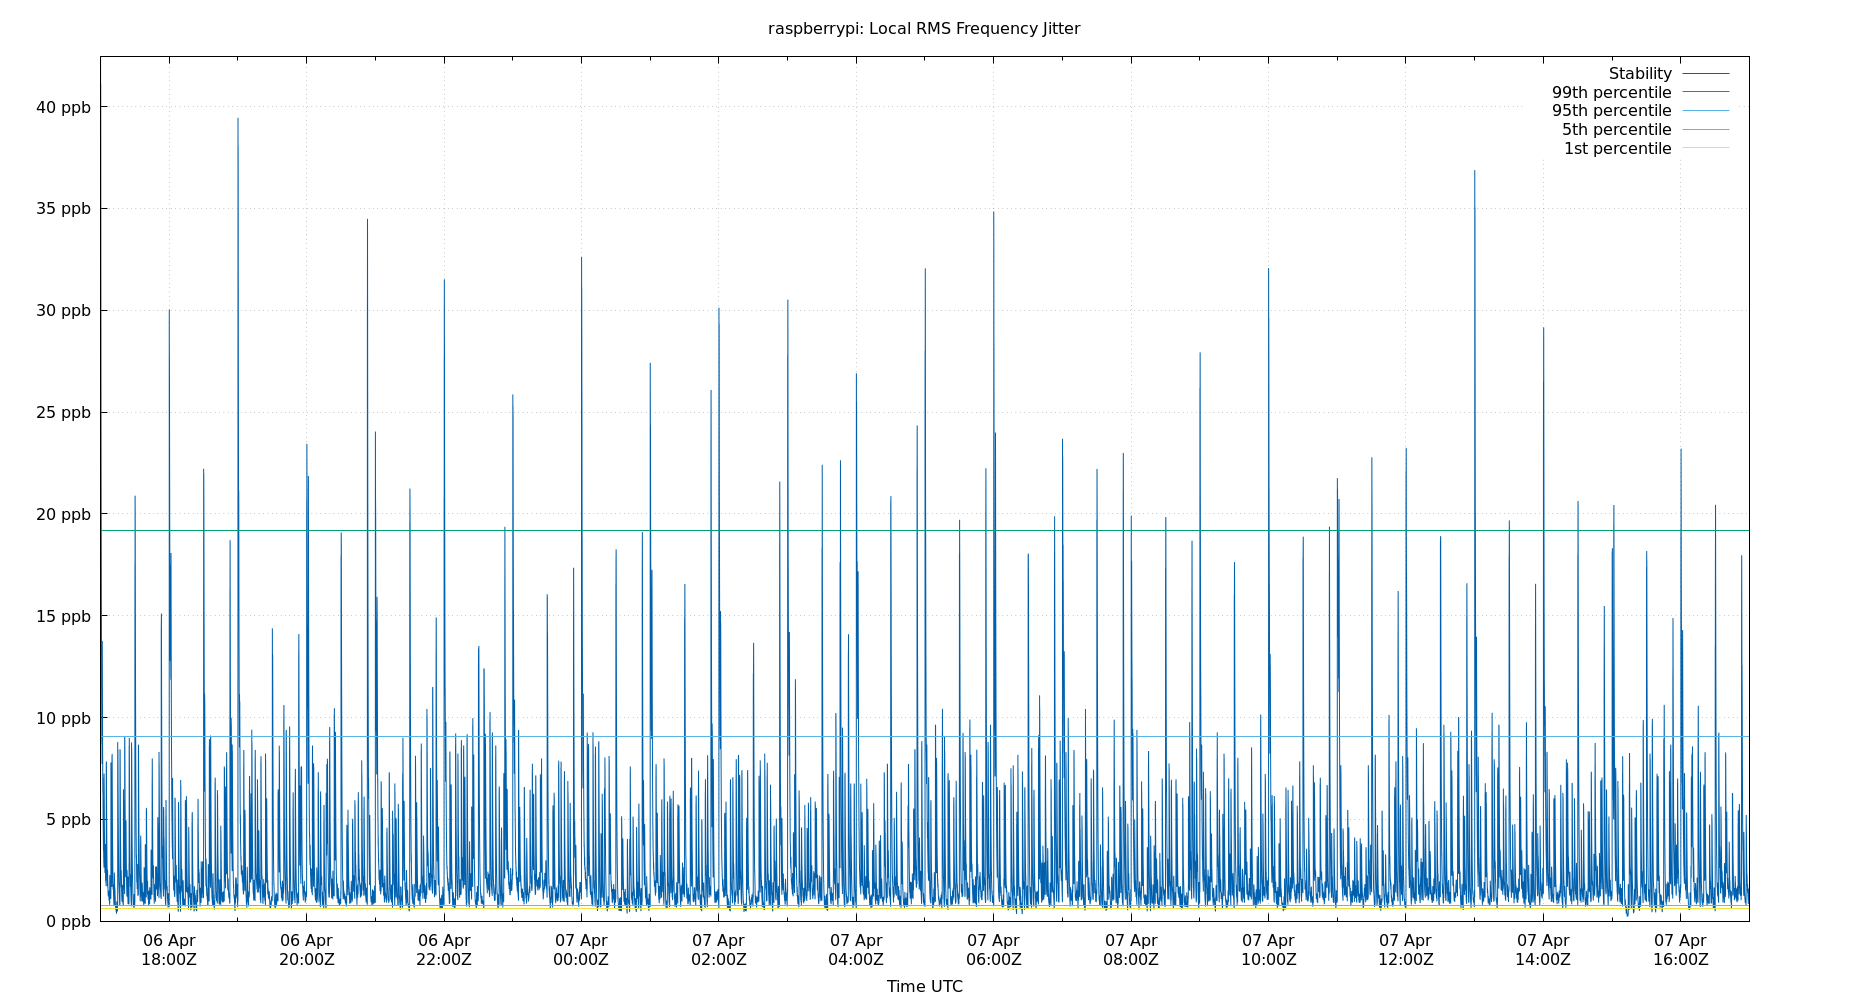 raspberrypi: Local RMS Frequency Jitter
Stability
99th percentile
95th percentile
5th percentile
1st percentile
40 ppb
35 ppb
30 ppb
25 ppb
20 ppb
15 ppb
10 ppb
5 ppb
0 ppb
06 Apr 06 Apr 06 Apr 07 Apr 07 Apr 07 Apr 07 Apr 07 Apr 07 Apr 07 Apr 07 Apr 07 Apr
18:00Z 20:00Z 22:00Z 00:00Z 02:00Z 04:00Z 06:00Z 08:00Z 10:00Z 12:00Z 14:00Z 16:00Z
Time UTC